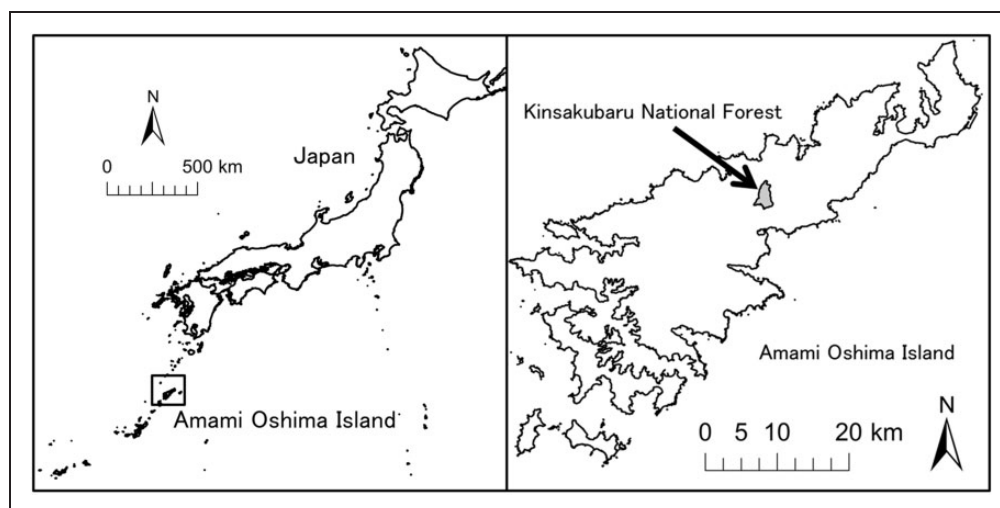 N
0 500 km
Japan
Amami Oshima Island
Kinsakubaru National Forest
Amami Oshima Island
N
0 5 10 20 km